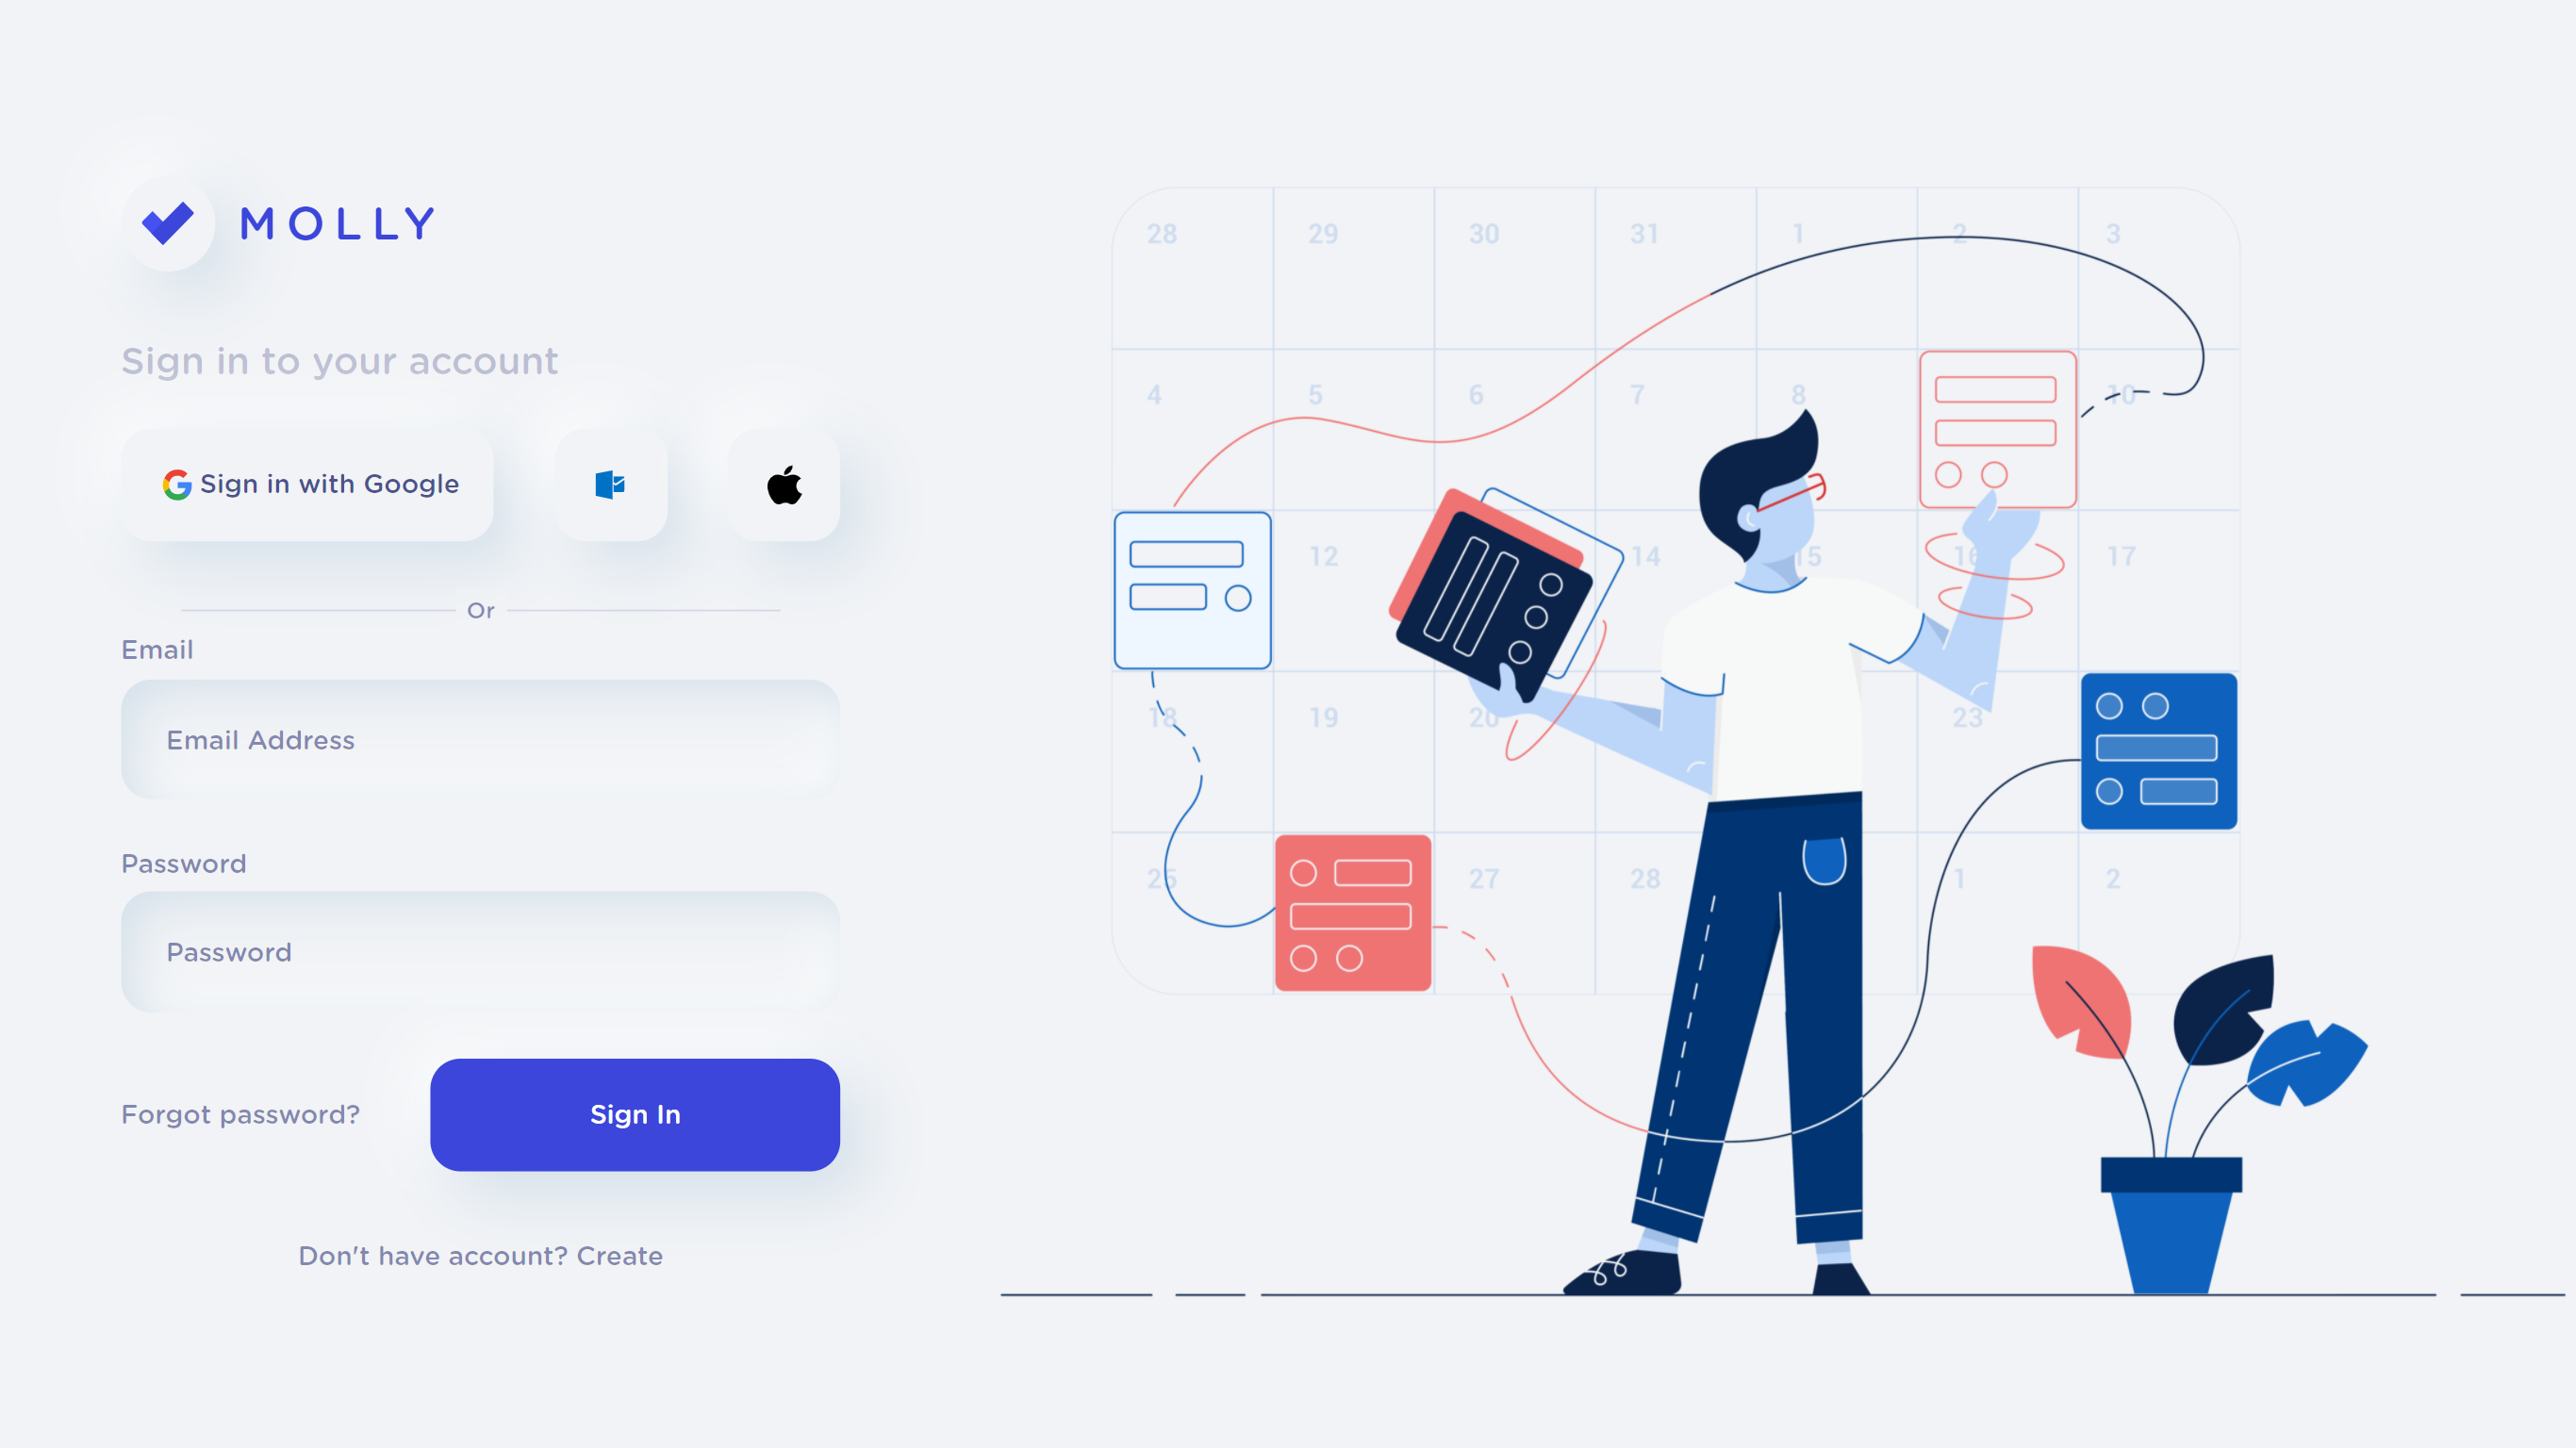 MOLLY
Sign in to your account
Sign in with Google
Or
Email
Email Address
Password
Password
Forgot password?
Sign In
Don't have account? Create
28 29 30 31 1 2 3
4 5 6 7 8 10
12 14 15 16 17
18 19 20 23
25 27 28 1 2